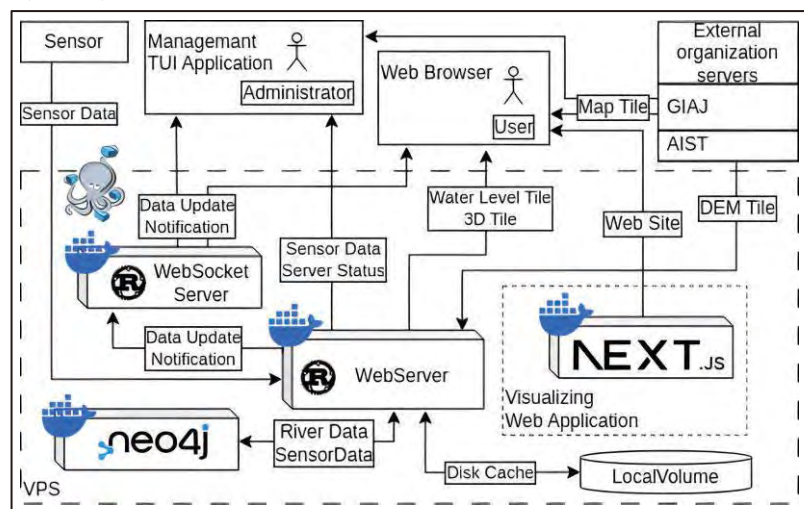 Sensor
Managemant
TUI Application
Administrator
Web Browser
User
External
organization
servers
GIAJ
AIST
Sensor Data
Map Tile
Data Update
Notification
Water Level Tile
3D Tile
DEM Tile
Web Site
WebSocket
Server
Sensor Data
Server Status
Data Update
Notification
R
R
WebServer
NEXT.JS
Visualizing
Web Application
neo4j
River Data
SensorData
Disk Cache
LocalVolume
VPS